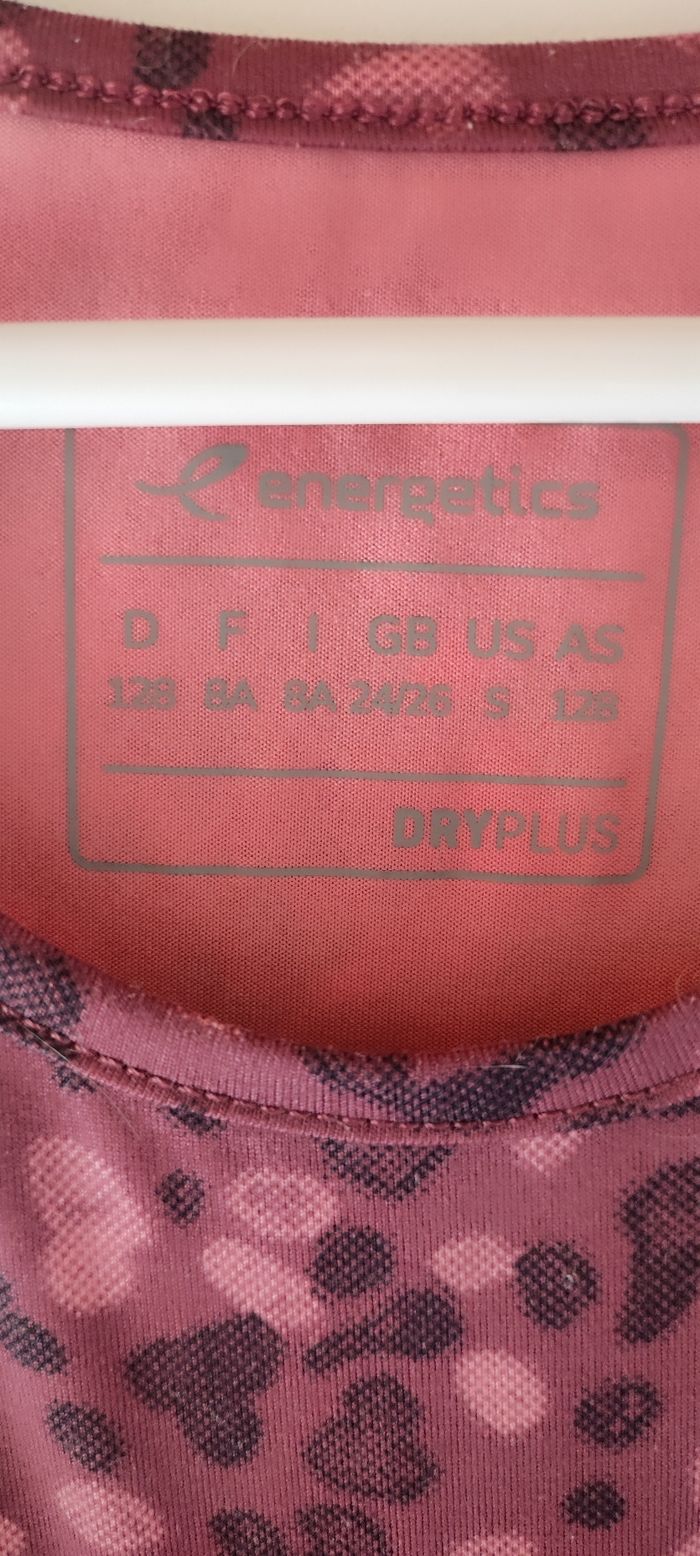 energetics
D F I GB US AS
128 8A 8A 24/26 S 128
DRYPLUS